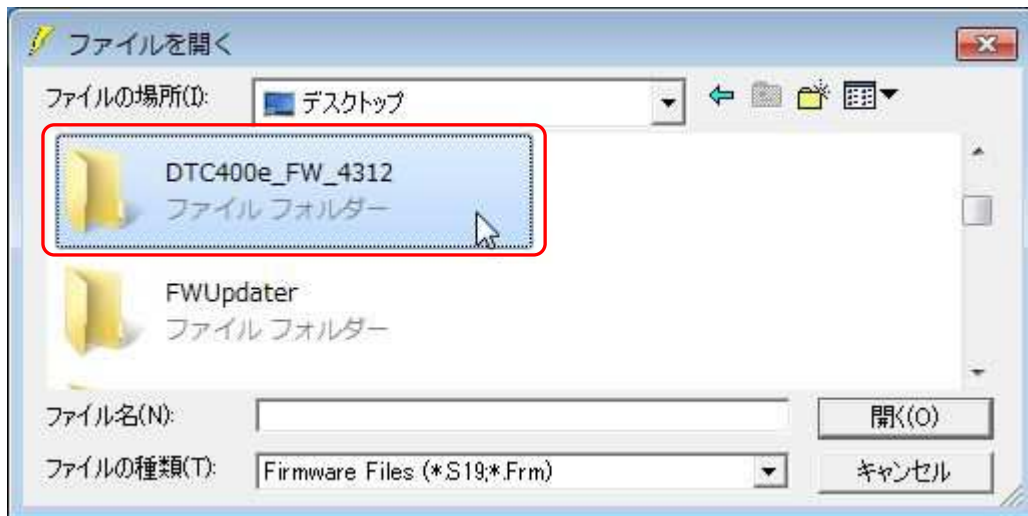 ファイルを開く
ファイルの場所(I):
デスクトップ
DTC400e_FW_4312
ファイル フォルダー
FWUpdater
ファイル フォルダー
ファイル名(N):
開く(O)
ファイルの種類(T):
Firmware Files (*.S19;*.Frm)
キャンセル